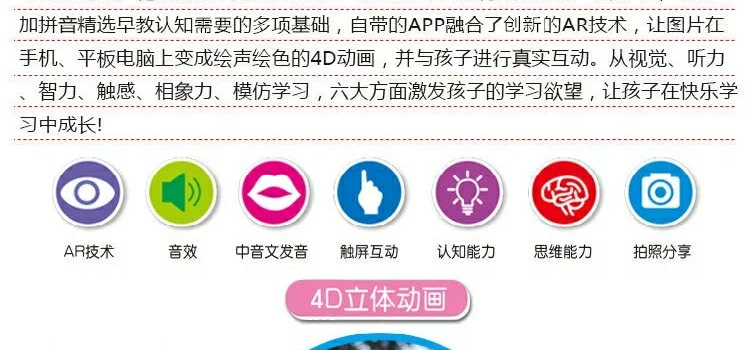 加拼音精选早教认知需要的多项基础，自带的APP融合了创新的AR技术，让图片在
手机、平板电脑上变成绘声绘色的4D动画，并与孩子进行真实互动。从视觉、听力
、智力、触感、相象力、模仿学习，六大方面激发孩子的学习欲望，让孩子在快乐学
习中成长!
AR技术 音效 中音文发音 触屏互动 认知能力 思维能力 拍照分享
4D立体动画